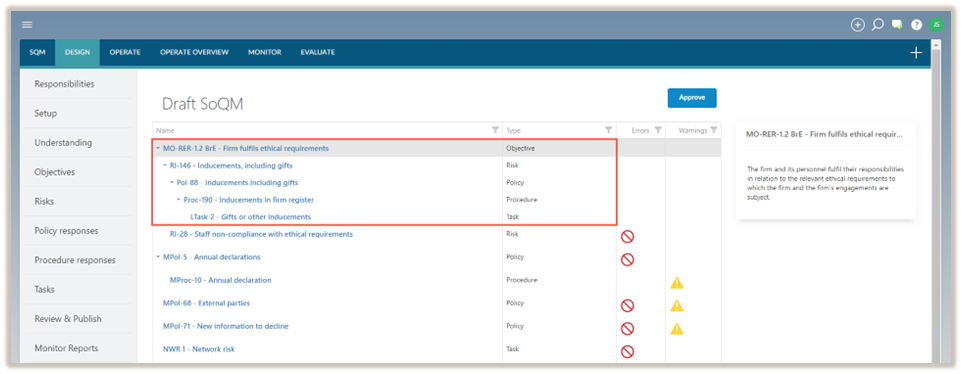 JS
SQM DESIGN OPERATE OPERATE OVERVIEW MONITOR EVALUATE
Responsibilities
Setup
Understanding
Objectives
Risks
Policy responses
Procedure responses
Tasks
Review & Publish
Monitor Reports
Draft SoQM
Approve
Name Type Errors Warnings
MO-RER-1.2 BrE - Firm fulfils ethical requirements Objective
RI-146 - Inducements, including gifts Risk
Pol-88 - Inducements including gifts Policy
Proc-190 - Inducements in firm register Procedure
LTask-2 - Gifts or other inducements Task
RI-28 - Staff non-compliance with ethical requirements Risk
MPol-5 - Annual declarations Policy
MProc-10 - Annual declaration Procedure
MPol-68 - External parties Policy
MPol-71 - New information to decline Policy
NWR 1 - Network risk Task
MO-RER-1.2 BrE - Firm fulfils ethical requir...
The firm and its personnel fulfil their responsibilities
in relation to the relevant ethical requirements to
which the firm and the firm's engagements are
subject.